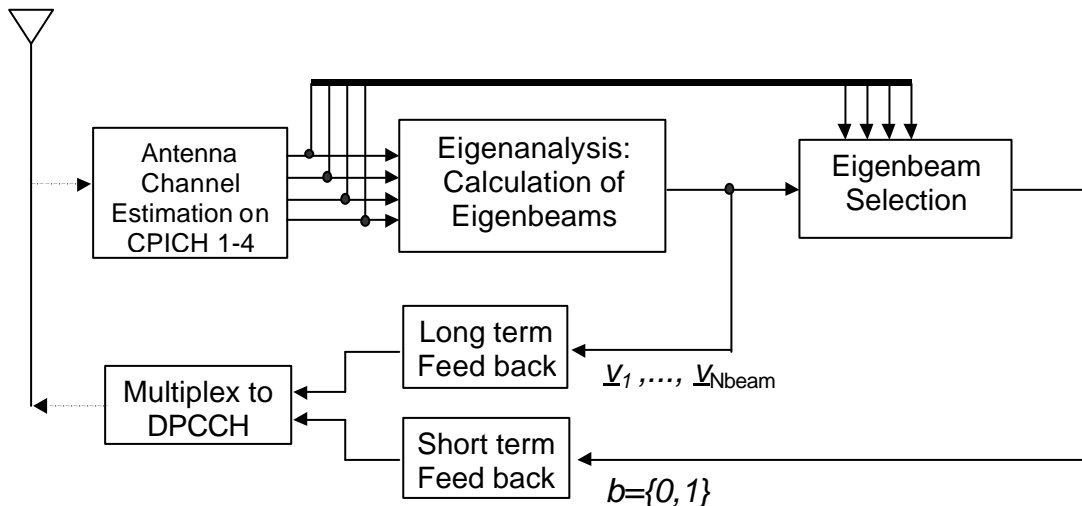 Antenna
Channel
Estimation on
CPICH 1-4
Eigenanalysis:
Calculation of
Eigenbeams
Eigenbeam
Selection
Long term
Feed back
v1 ,..., vNbeam
Multiplex to
DPCCH
Short term
Feed back
b={0,1}